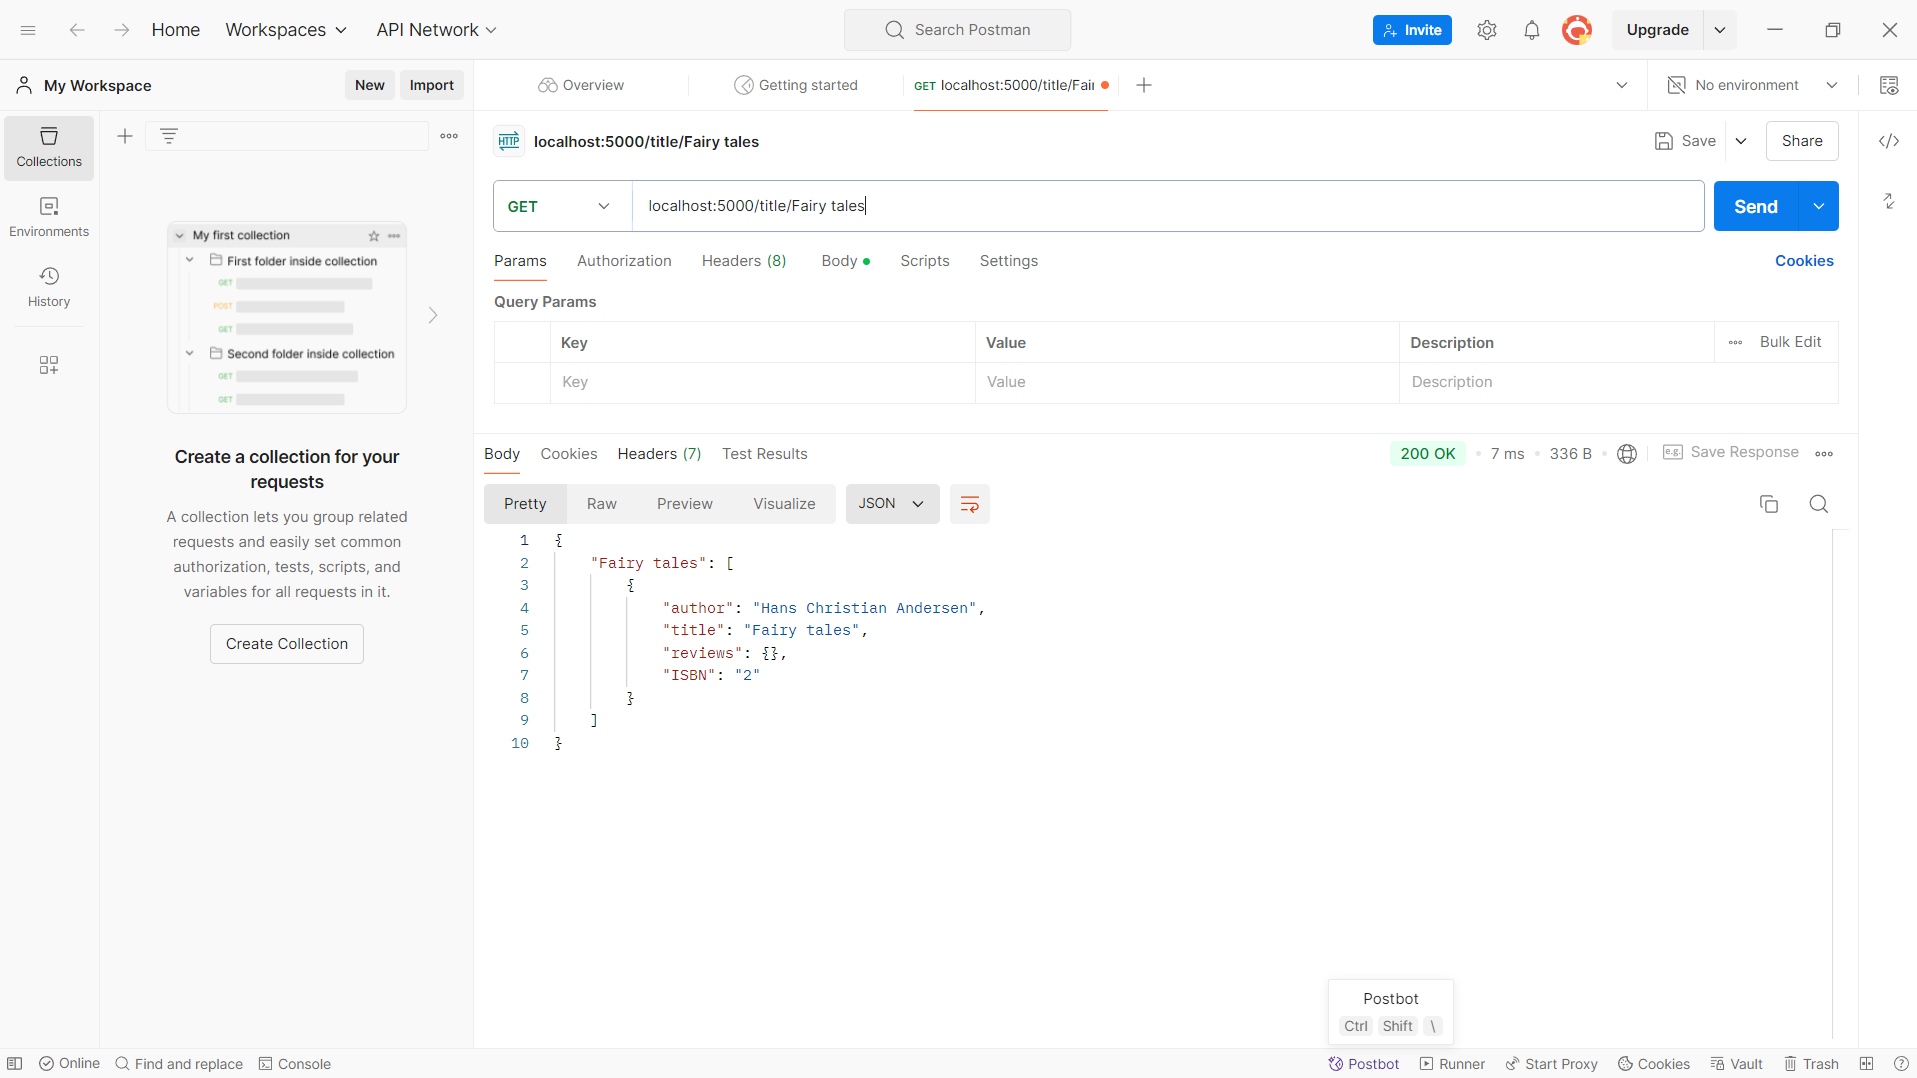 Home
Workspaces
API Network
Search Postman
Invite
Upgrade
My Workspace
New
Import
Overview
Getting started
GET localhost:5000/title/Fair
No environment
Collections
Environments
History
My first collection
First folder inside collection
GET
POST
GET
Second folder inside collection
GET
GET
Create a collection for your
requests
A collection lets you group related
requests and easily set common
authorization, tests, scripts, and
variables for all requests in it.
Create Collection
HTTP localhost:5000/title/Fairy tales
Save
Share
GET
localhost:5000/title/Fairy tales
Send
Params
Authorization
Headers (8)
Body
Scripts
Settings
Cookies
Query Params
Key
Value
Description
Bulk Edit
Key
Value
Description
Body
Cookies
Headers (7)
Test Results
200 OK
7 ms
336 B
e.g. Save Response
Pretty
Raw
Preview
Visualize
JSON
1 {
2 "Fairy tales": [
3 {
4 "author": "Hans Christian Andersen",
5 "title": "Fairy tales",
6 "reviews": {},
7 "ISBN": "2"
8 }
9 ]
10 }
Postbot
Ctrl Shift \
Online
Find and replace
Console
Postbot
Runner
Start Proxy
Cookies
Vault
Trash